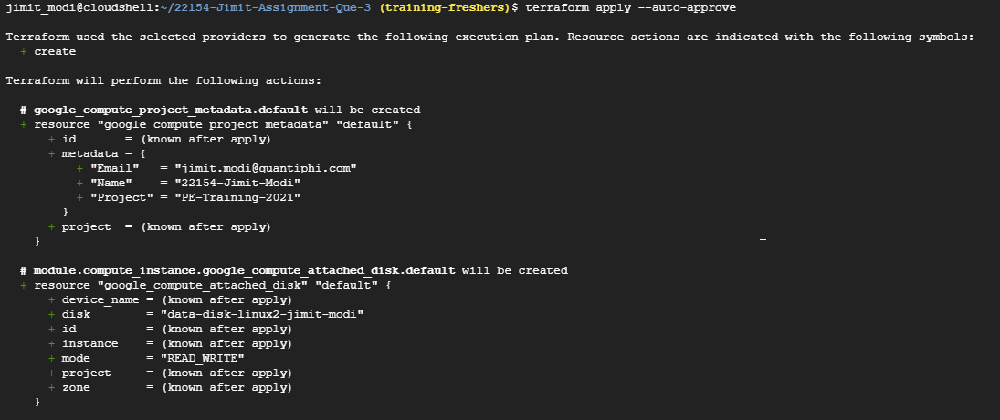 jimit_modi@cloudshell:~/22154-Jimit-Assignment-Que-3 (training-freshers)$ terraform apply --auto-approve
Terraform used the selected providers to generate the following execution plan. Resource actions are indicated with the following symbols:
+ create
Terraform will perform the following actions:
# google_compute_project_metadata.default will be created
+ resource "google_compute_project_metadata" "default" {
+ id       = (known after apply)
+ metadata = {
+ "Email"   = "jimit.modi@quantiphi.com"
+ "Name"    = "22154-Jimit-Modi"
+ "Project" = "PE-Training-2021"
}
+ project  = (known after apply)
}
# module.compute_instance.google_compute_attached_disk.default will be created
+ resource "google_compute_attached_disk" "default" {
+ device_name = (known after apply)
+ disk        = "data-disk-linux2-jimit-modi"
+ id          = (known after apply)
+ instance    = (known after apply)
+ mode        = "READ_WRITE"
+ project     = (known after apply)
+ zone        = (known after apply)
}